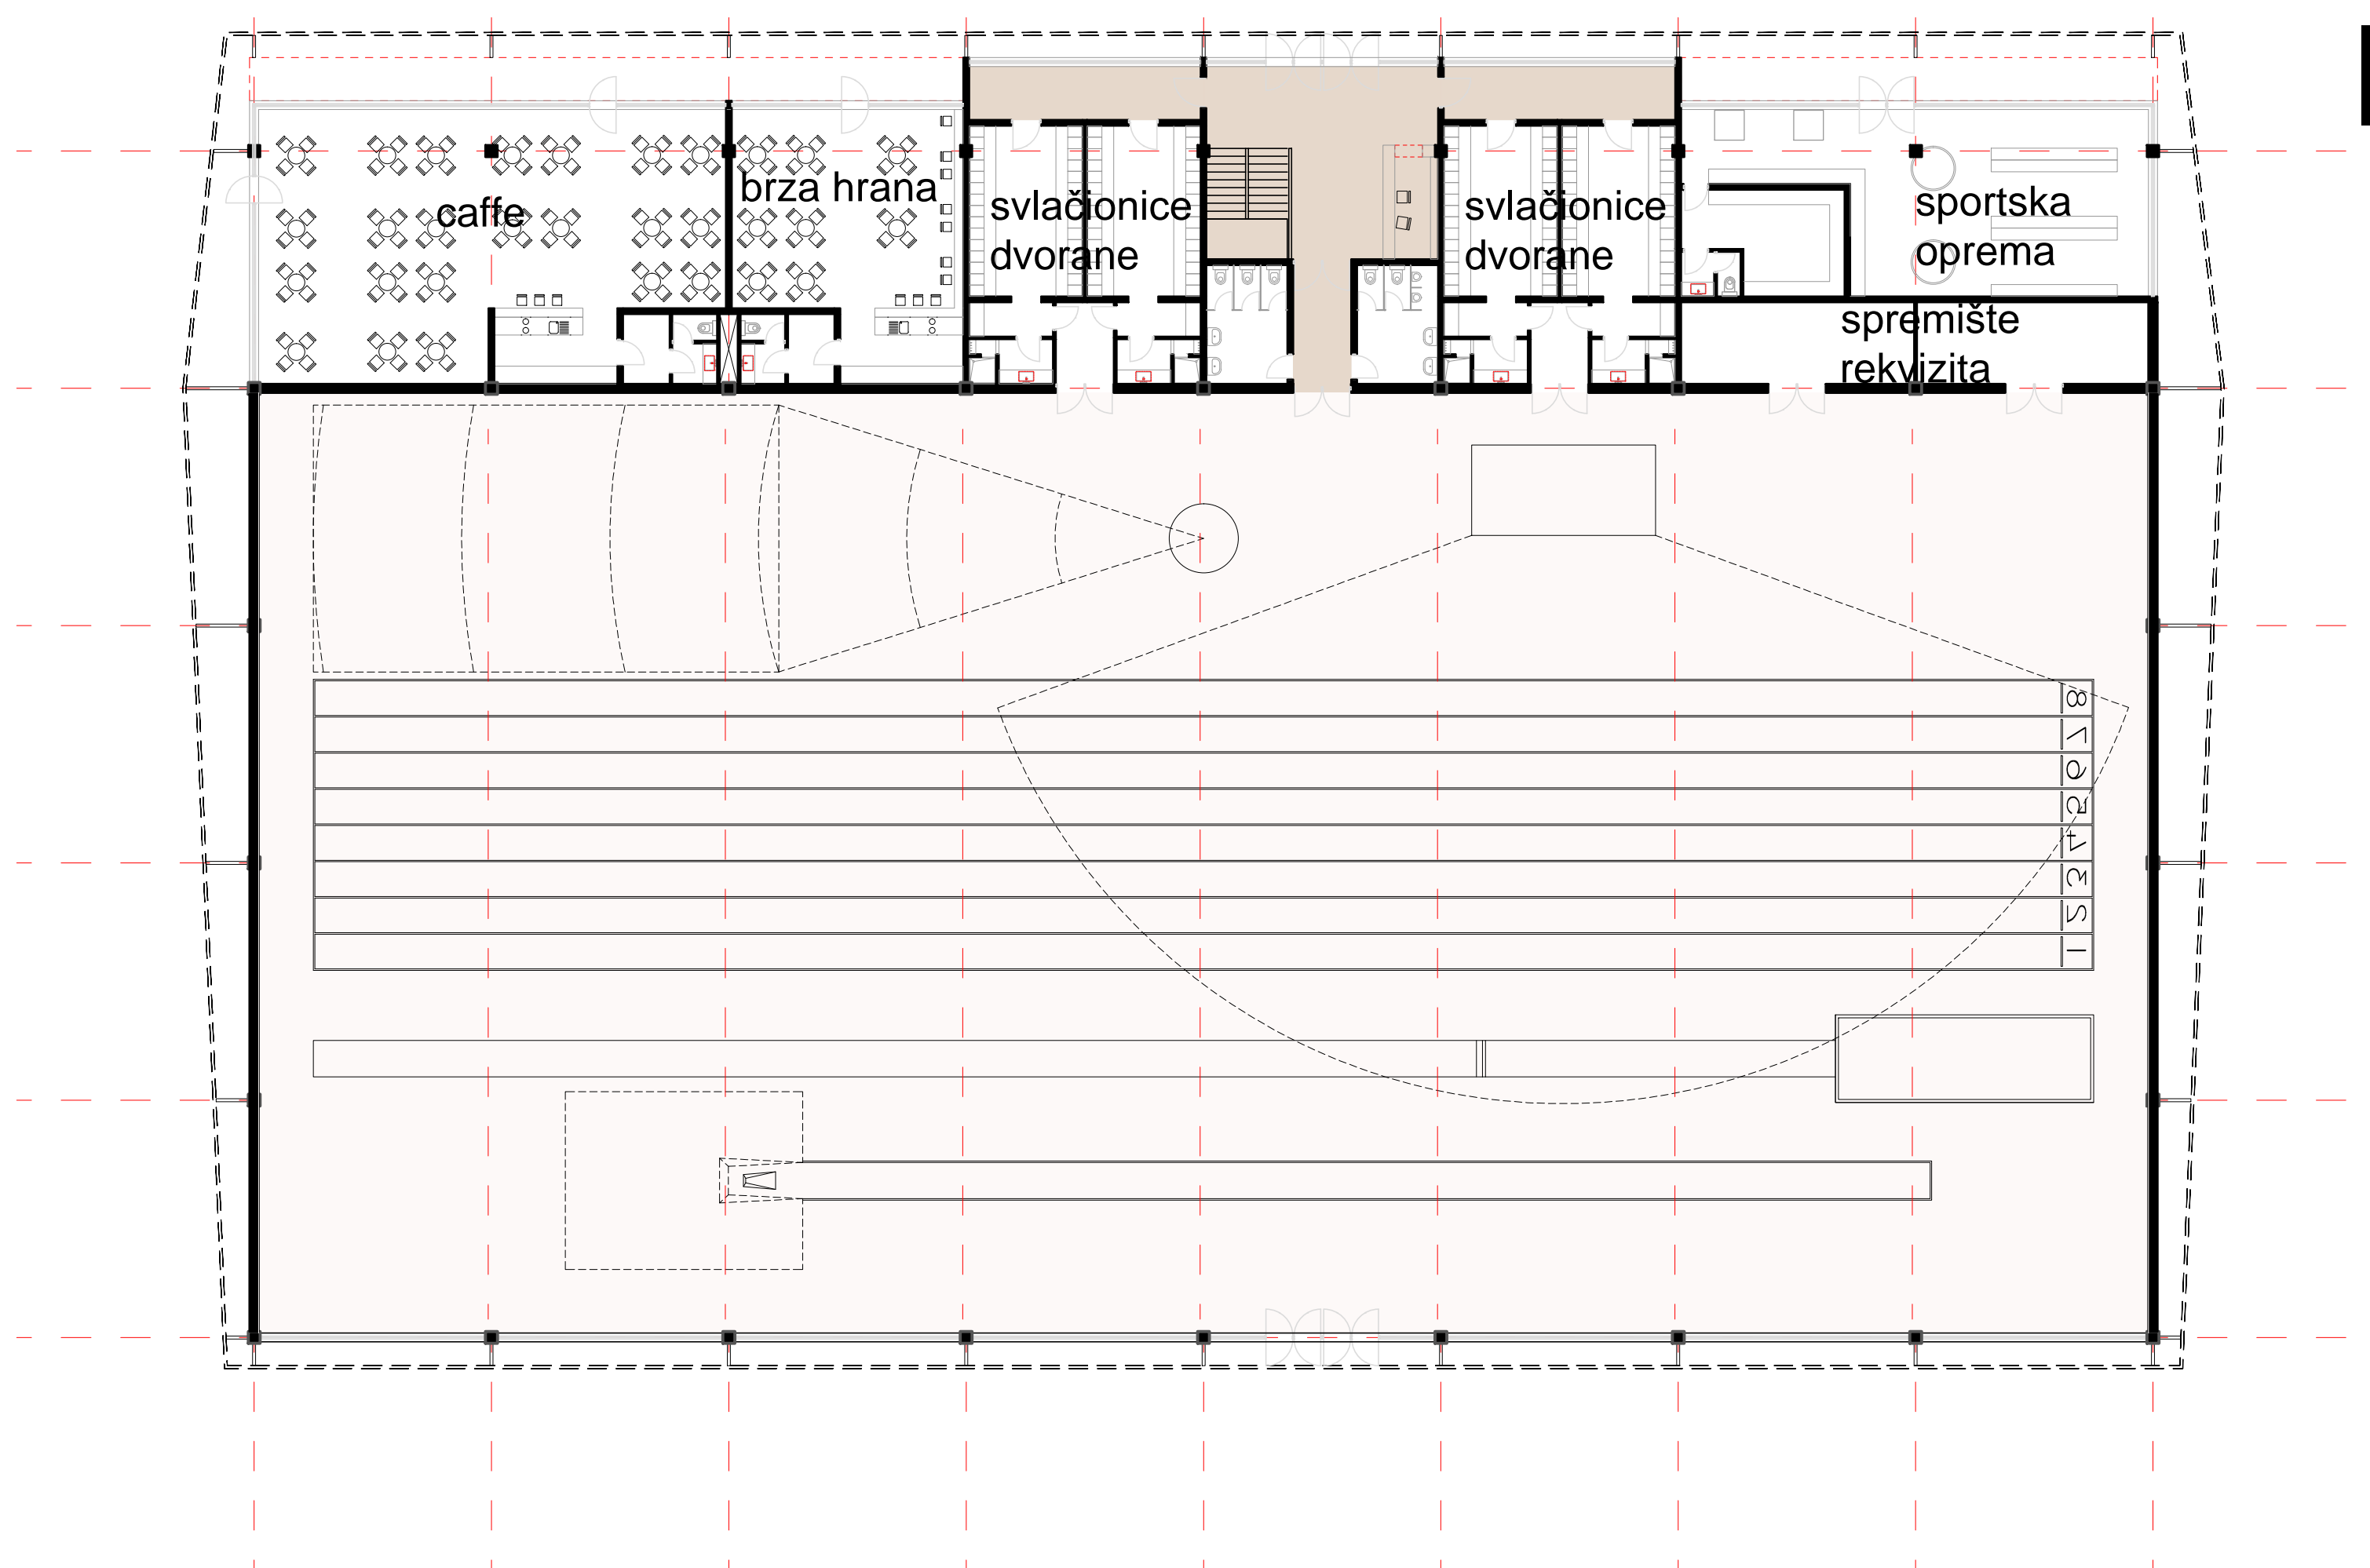 caffe
brza hrana
svlačionice
dvorane
svlačionice
dvorane
sportska
oprema
spremište
rekvizita
8
7
6
5
4
3
2
1